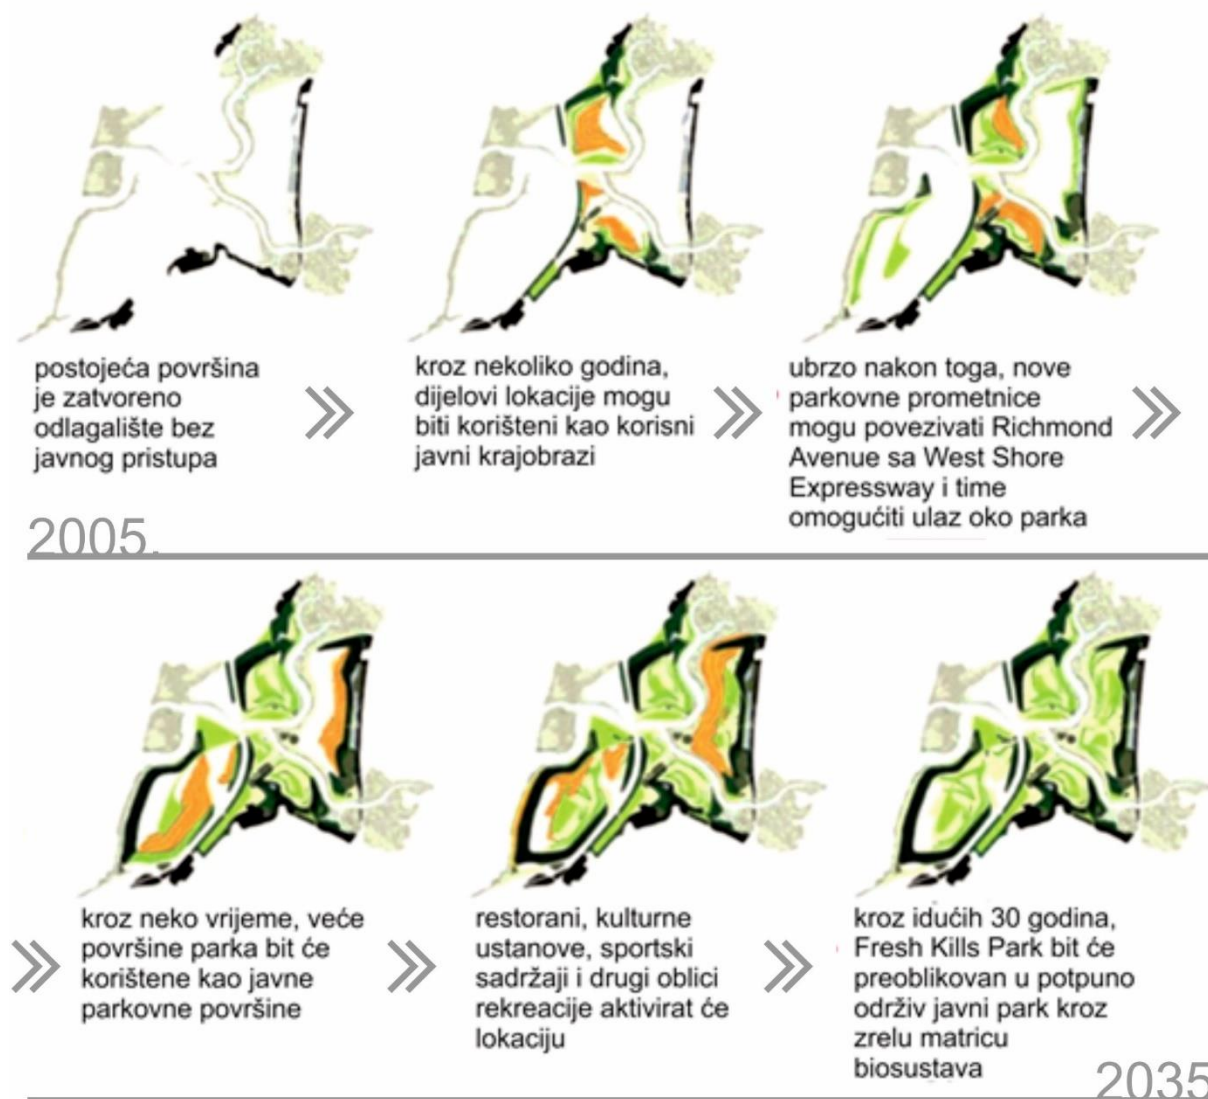 postojeća površina
je zatvoreno
odlagalište bez
javnog pristupa
kroz nekoliko godina,
dijelovi lokacije mogu
biti korišteni kao korisni
javni krajobrazi
ubrzo nakon toga, nove
parkovne prometnice
mogu povezivati Richmond
Avenue sa West Shore
Expressway i time
omogućiti ulaz oko parka
2005.
kroz neko vrijeme, veće
površine parka bit će
korištene kao javne
parkovne površine
restorani, kulturne
ustanove, sportski
sadržaji i drugi oblici
rekreacije aktivirat će
lokaciju
kroz idućih 30 godina,
Fresh Kills Park bit će
preoblikovan u potpuno
održiv javni park kroz
zrelu matricu
biosustava
2035